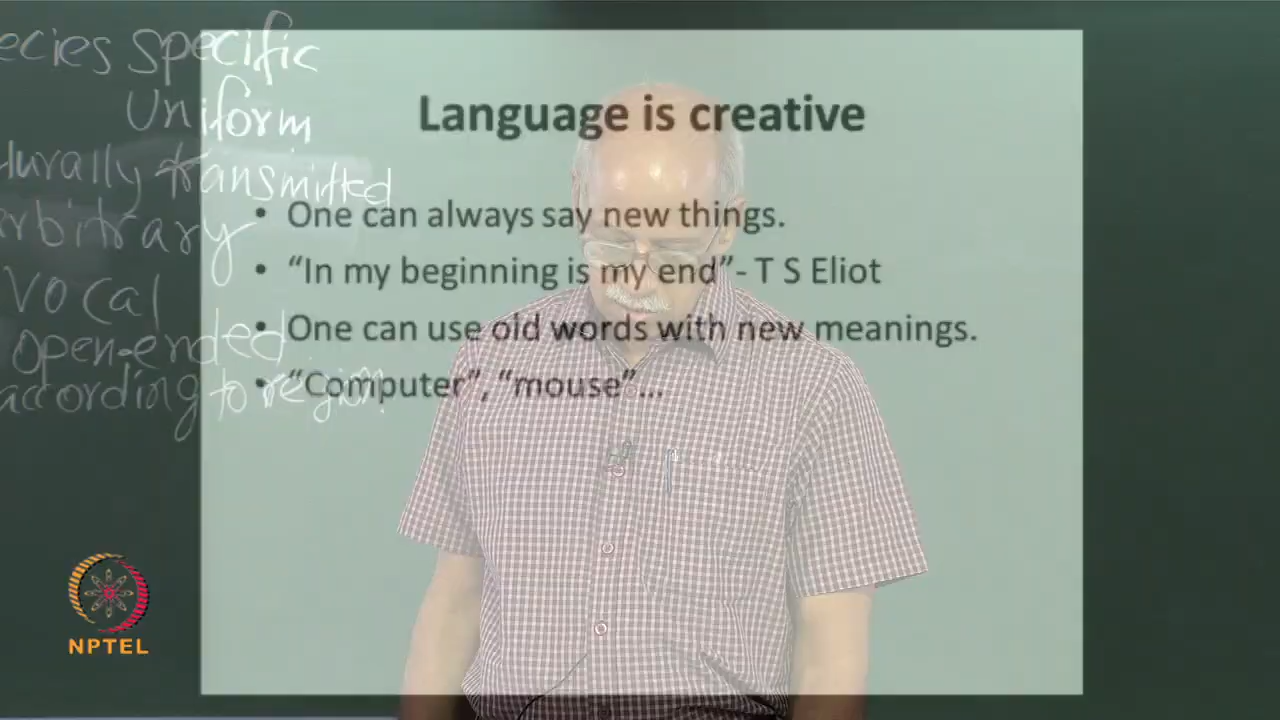 ecies specific
Uniform
lturally transmitted
arbitrary
Vocal
open-ended
according to region
Language is creative
• One can always say new things.
• “In my beginning is my end”- T S Eliot
• One can use old words with new meanings.
• “Computer”, “mouse”...
NPTEL